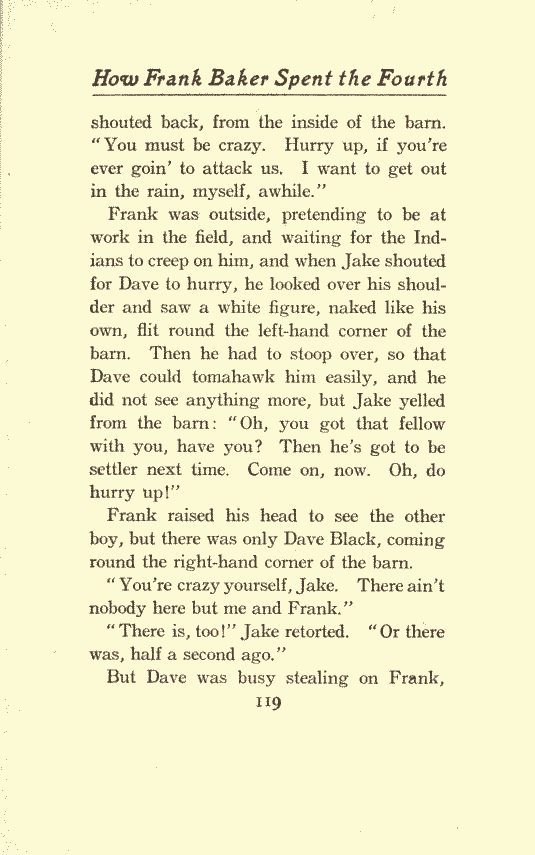 How Frank Baker Spent the Fourth
shouted back, from the inside of the barn.
"You must be crazy. Hurry up, if you're
ever goin' to attack us. I want to get out
in the rain, myself, awhile."
Frank was outside, pretending to be at
work in the field, and waiting for the Ind-
ians to creep on him, and when Jake shouted
for Dave to hurry, he looked over his shoul-
der and saw a white figure, naked like his
own, flit round the left-hand corner of the
barn. Then he had to stoop over, so that
Dave could tomahawk him easily, and he
did not see anything more, but Jake yelled
from the barn: "Oh, you got that fellow
with you, have you? Then he's got to be
settler next time. Come on, now. Oh, do
hurry up!"
Frank raised his head to see the other
boy, but there was only Dave Black, coming
round the right-hand corner of the barn.
"You're crazy yourself, Jake. There ain't
nobody here but me and Frank."
"There is, too!" Jake retorted. "Or there
was, half a second ago."
But Dave was busy stealing on Frank,
119